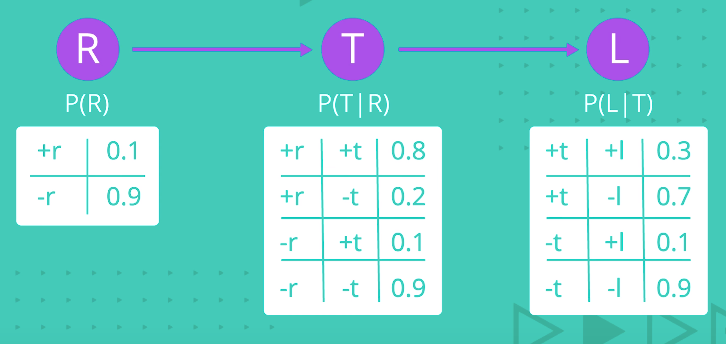 R
T
L
P(R)
P(T|R)
P(L|T)
+r 0.1
-r 0.9
+r +t 0.8
+r -t 0.2
-r +t 0.1
-r -t 0.9
+t +l 0.3
+t -l 0.7
-t +l 0.1
-t -l 0.9